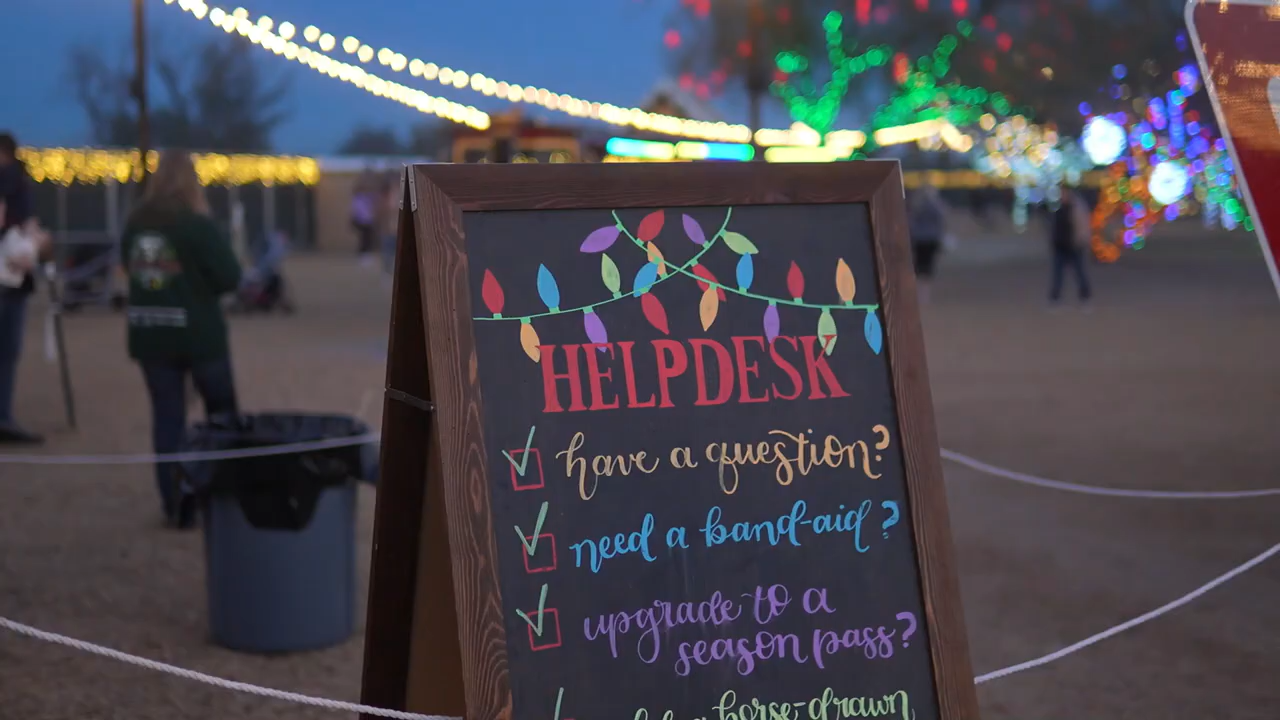 HELPDESK
have a question?
need a band-aid?
upgrade to a
season pass?
a horse-drawn